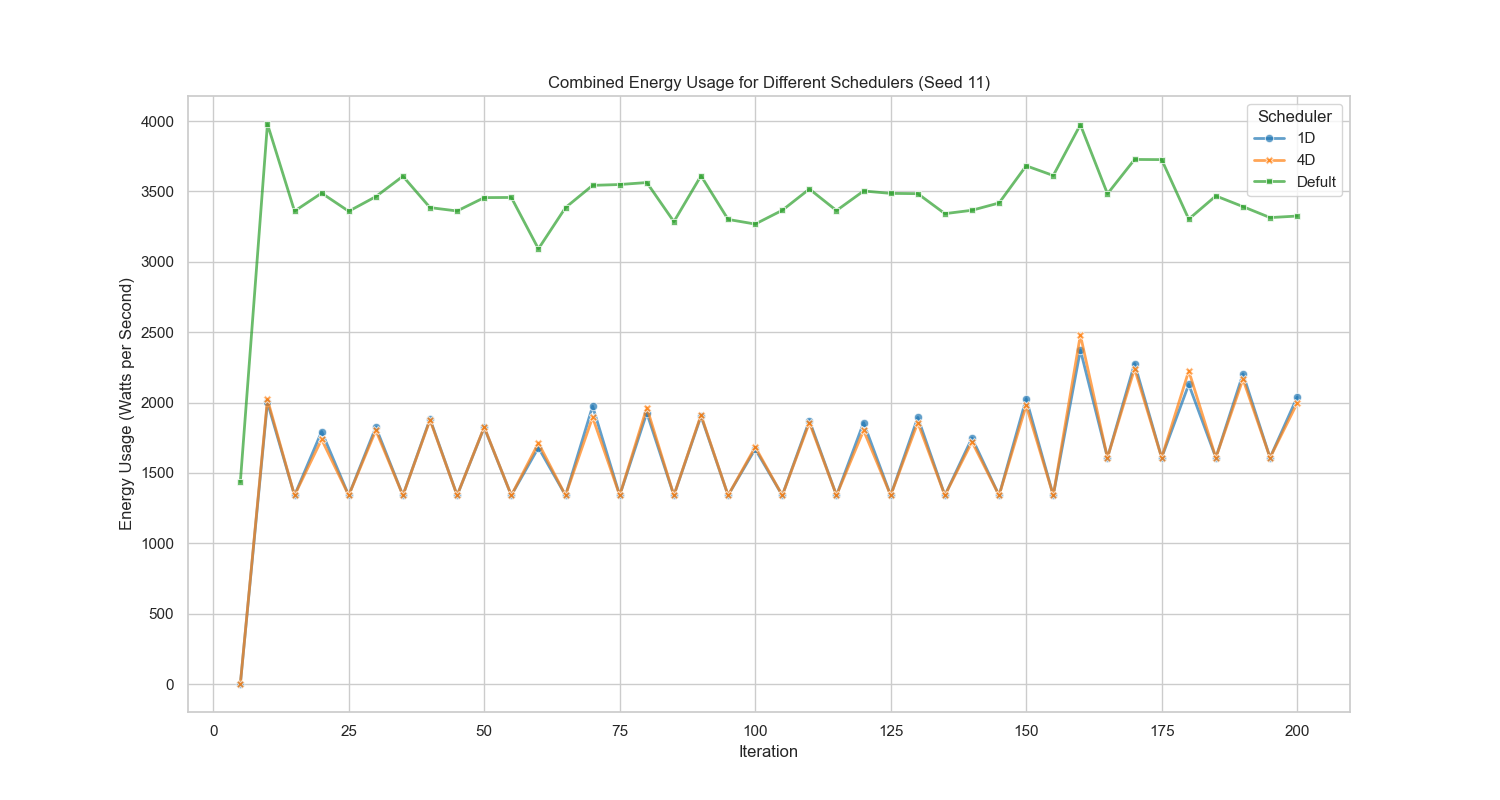 Combined Energy Usage for Different Schedulers (Seed 11)
Scheduler
1D
4D
Defult
Energy Usage (Watts per Second)
4000
3500
3000
2500
2000
1500
1000
500
0
0 25 50 75 100 125 150 175 200
Iteration